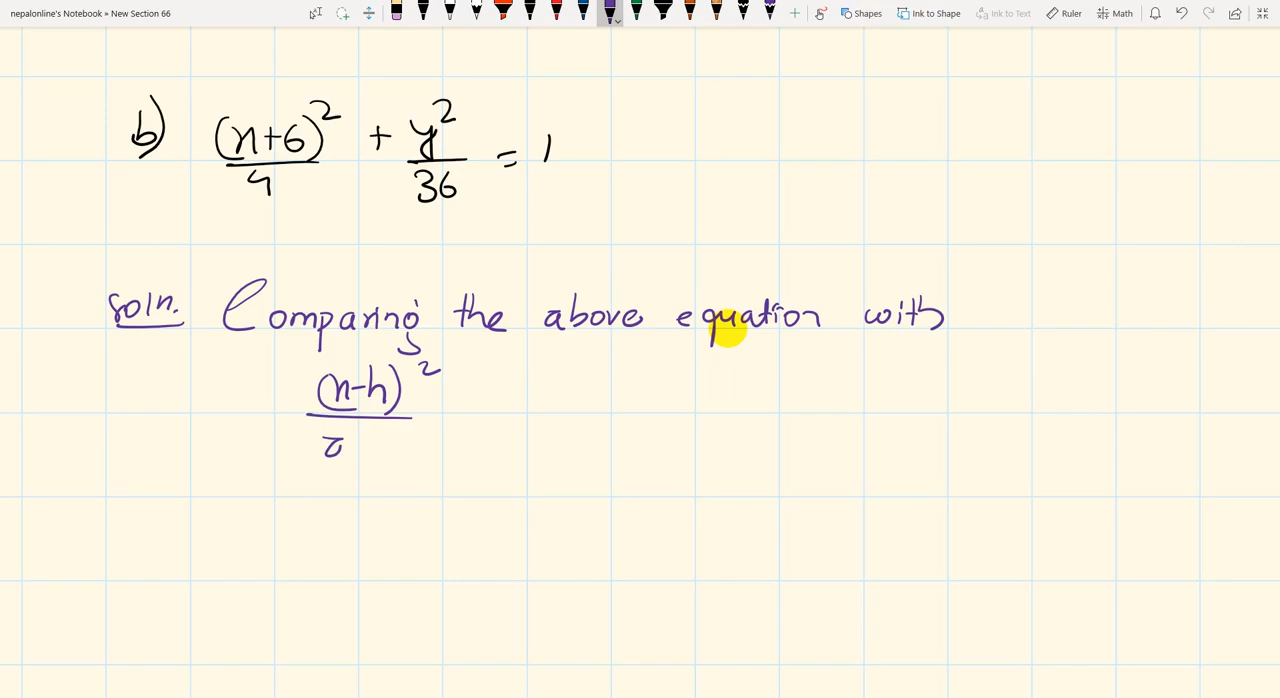 nepalonline's Notebook » New Section 66
Shapes Ink to Shape Ink to Text Ruler Math
b) (x+6)² / 4 + y² / 36 = 1
soln. Comparing the above equation with
(x-h)²